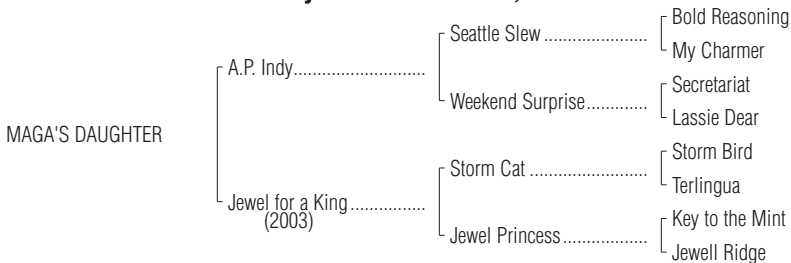 Bold Reasoning
Seattle Slew
My Charmer
A.P. Indy
Secretariat
Weekend Surprise
Lassie Dear
MAGA'S DAUGHTER
Storm Bird
Storm Cat
Terlingua
Jewel for a King
(2003)
Key to the Mint
Jewel Princess
Jewell Ridge